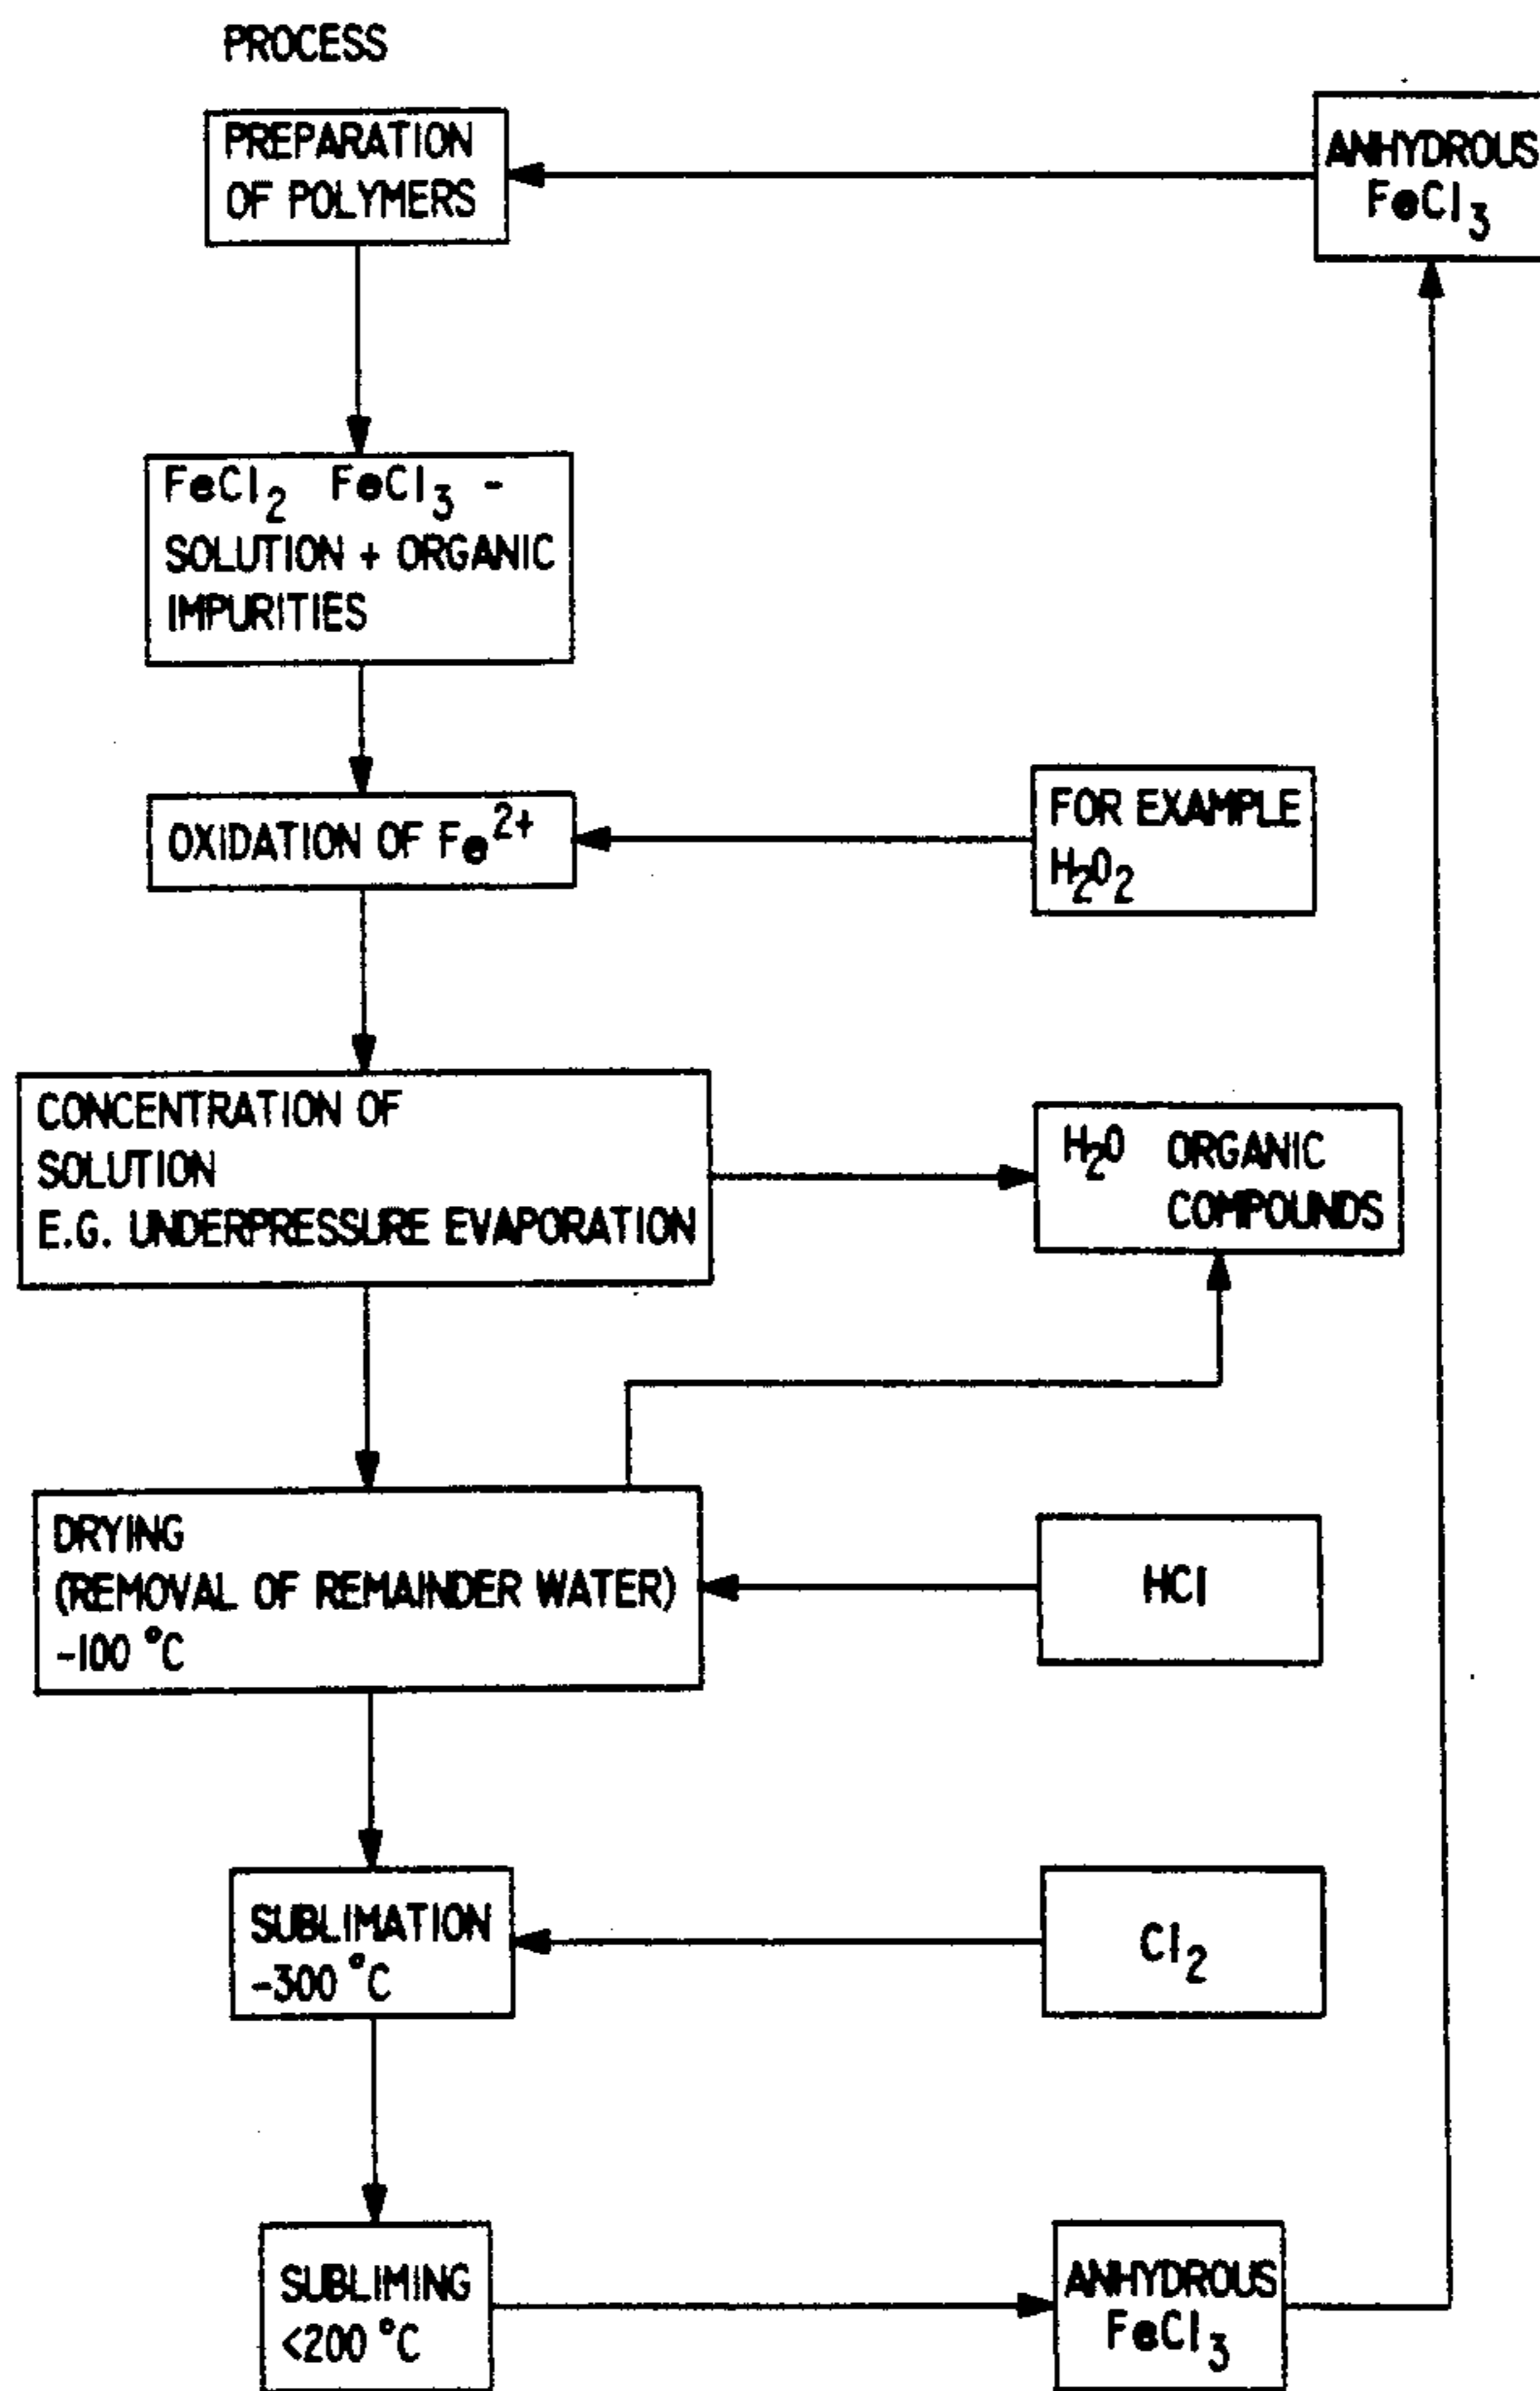 PROCESS
PREPARATION
OF POLYMERS
ANHYDROUS
FeCl₃
FeCl₂ FeCl₃ -
SOLUTION + ORGANIC
IMPURITIES
OXIDATION OF Fe²⁺
FOR EXAMPLE
H₂O₂
CONCENTRATION OF
SOLUTION
E.G. UNDERPRESSURE EVAPORATION
H₂O ORGANIC
COMPOUNDS
DRYING
(REMOVAL OF REMAINDER WATER)
-100 °C
HCl
SUBLIMATION
-300 °C
Cl₂
SUBLIMING
<200 °C
ANHYDROUS
FeCl₃